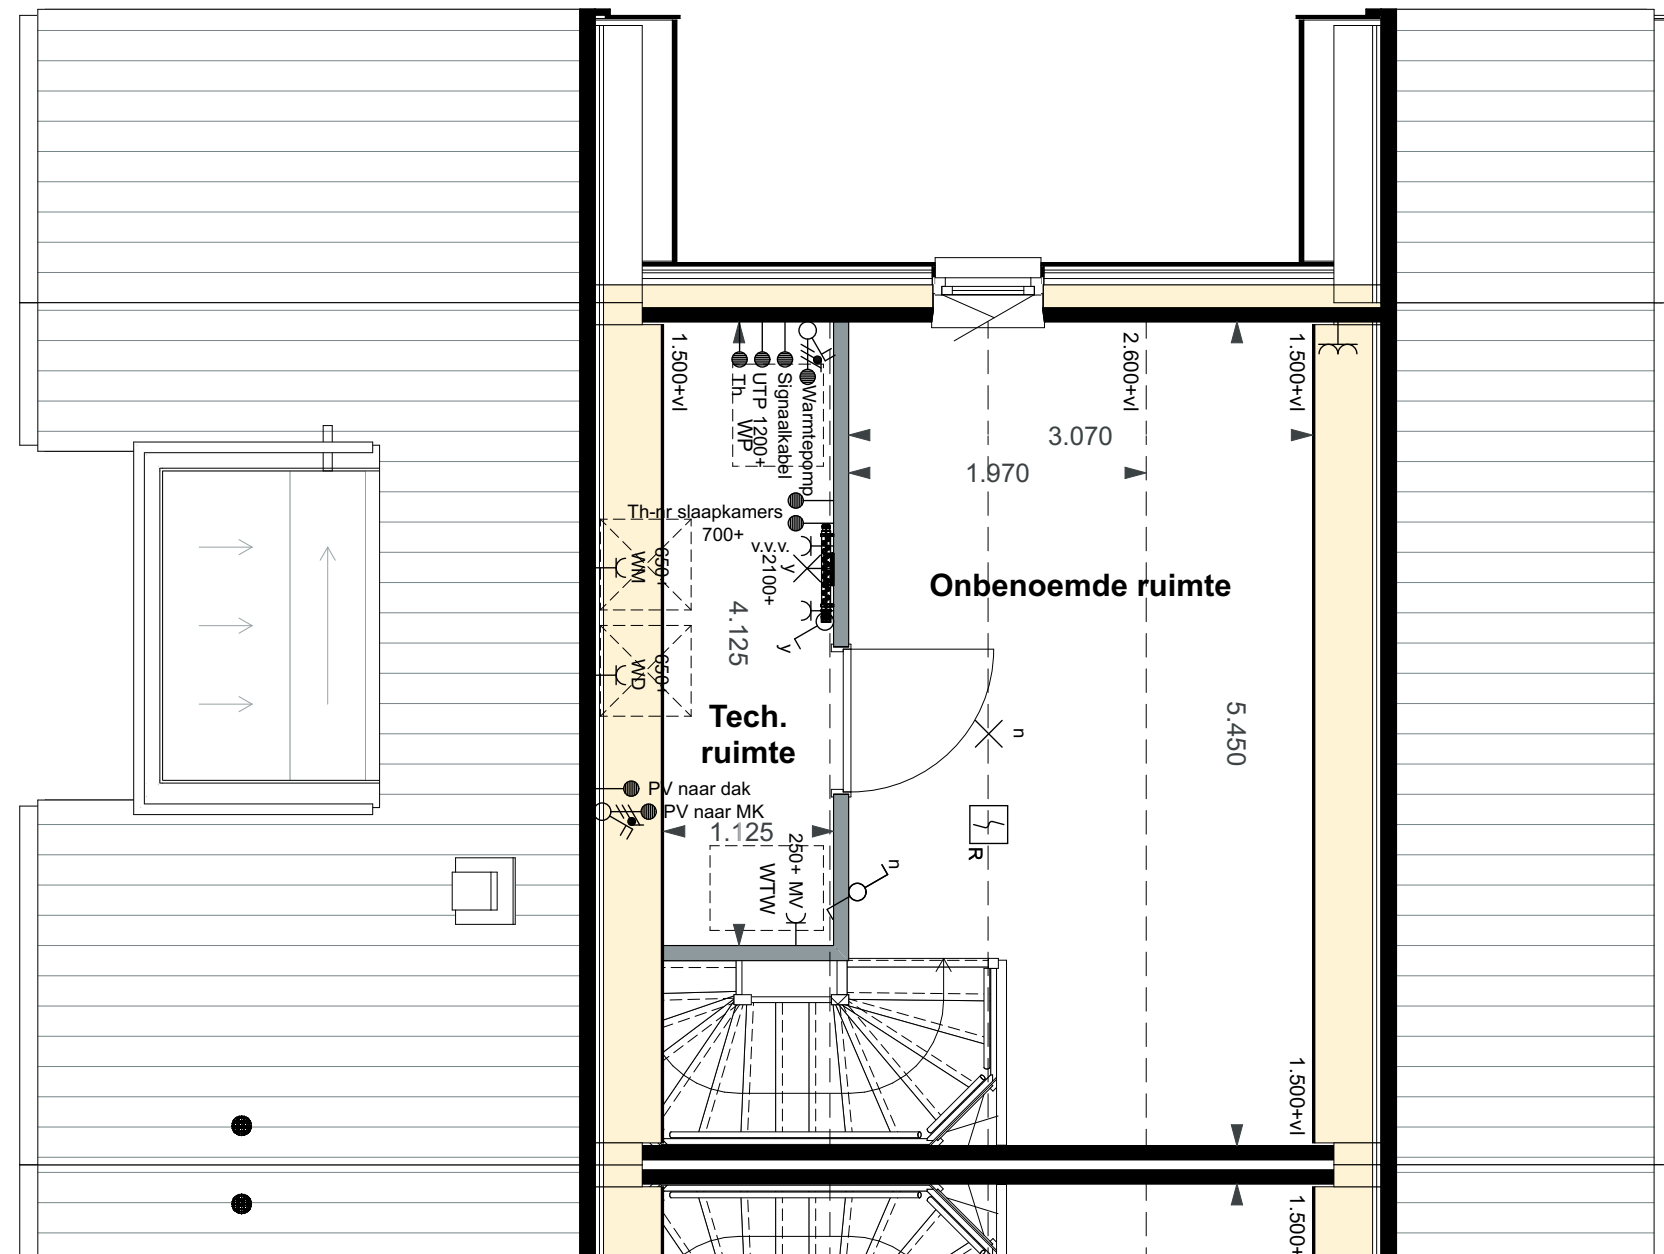 1.500+vl
2.600+vl
1.500+vl
Th
UTP 1200+
WP
Signaalkabel
Warmtepomp
3.070
1.970
Th-nr slaapkamers
700+
v.v.v.
y
2100+
WM
650+
4.125
y
WD
650+
Onbenoemde ruimte
Tech.
ruimte
n
5.450
PV naar dak
PV naar MK
1.125
250+ MV
WTW
n
R
1.500+vl
1.500+